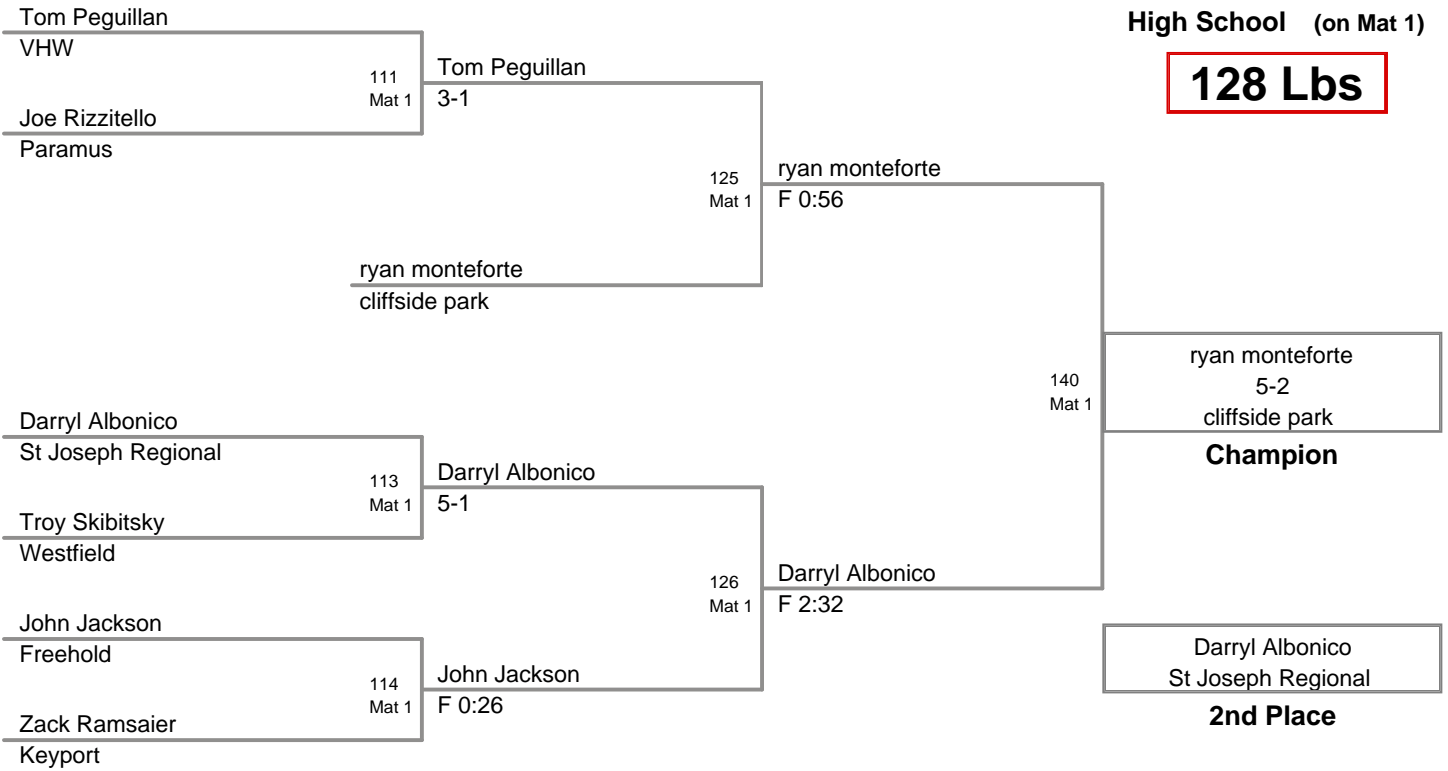 Tom Peguillan
VHW
111
Mat 1
Joe Rizzitello
Paramus
Tom Peguillan
3-1
125
Mat 1
ryan monteforte
cliffside park
ryan monteforte
F 0:56
High School (on Mat 1)
128 Lbs
Darryl Albonico
St Joseph Regional
113
Mat 1
Troy Skibitsky
Westfield
Darryl Albonico
5-1
126
Mat 1
John Jackson
Freehold
114
Mat 1
Zack Ramsaier
Keyport
John Jackson
F 0:26
Darryl Albonico
F 2:32
140
Mat 1
ryan monteforte
5-2
cliffside park
Champion
Darryl Albonico
St Joseph Regional
2nd Place